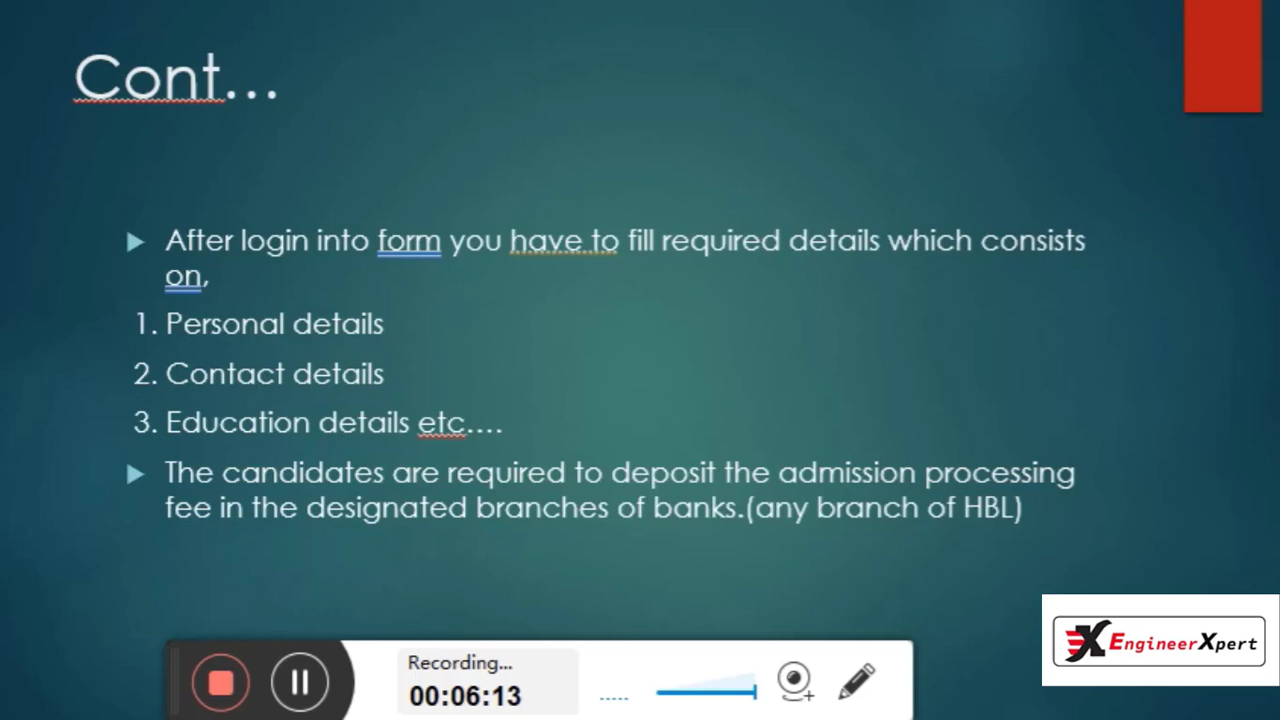 Cont...
After login into form you have to fill required details which consists
on,
1. Personal details
2. Contact details
3. Education details etc....
The candidates are required to deposit the admission processing
fee in the designated branches of banks.(any branch of HBL)
Recording...
00:06:13
EX EngineerXpert